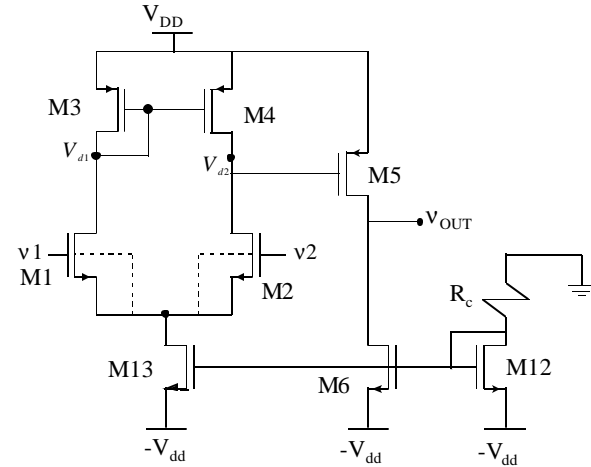 V_DD
M3
M4
V_d1
V_d2
M5
ν_OUT
ν1
ν2
M1
M2
R_c
M13
M6
M12
-V_dd
-V_dd
-V_dd